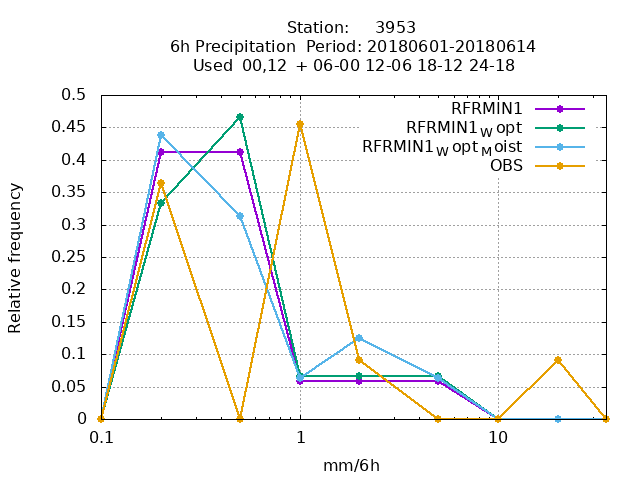 Station: 3953
6h Precipitation Period: 20180601-20180614
Used 00,12 + 06-00 12-06 18-12 24-18
RFRMIN1
RFRMIN1Wopt
RFRMIN1WoptMoist
OBS
0.5
0.45
0.4
0.35
0.3
0.25
0.2
0.15
0.1
0.05
0
Relative frequency
0.1 1 10
mm/6h